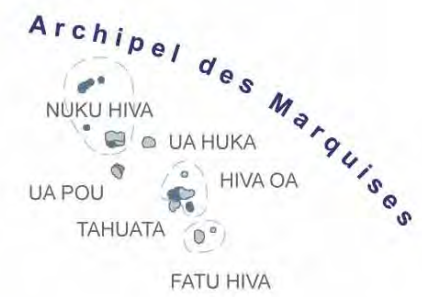 Archipel des Marquises
NUKU HIVA
UA HUKA
HIVA OA
UA POU
TAHUATA
FATU HIVA